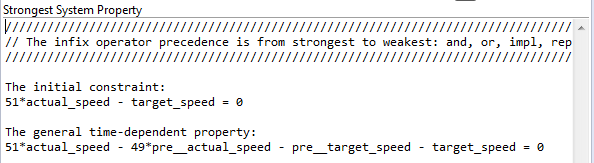 Strongest System Property
////////////////////////////////////////////////////////////////////////////////
// The infix operator precedence is from strongest to weakest: and, or, impl, rep
////////////////////////////////////////////////////////////////////////////////
The initial constraint:
51*actual_speed - target_speed = 0
The general time-dependent property:
51*actual_speed - 49*pre__actual_speed - pre__target_speed - target_speed = 0